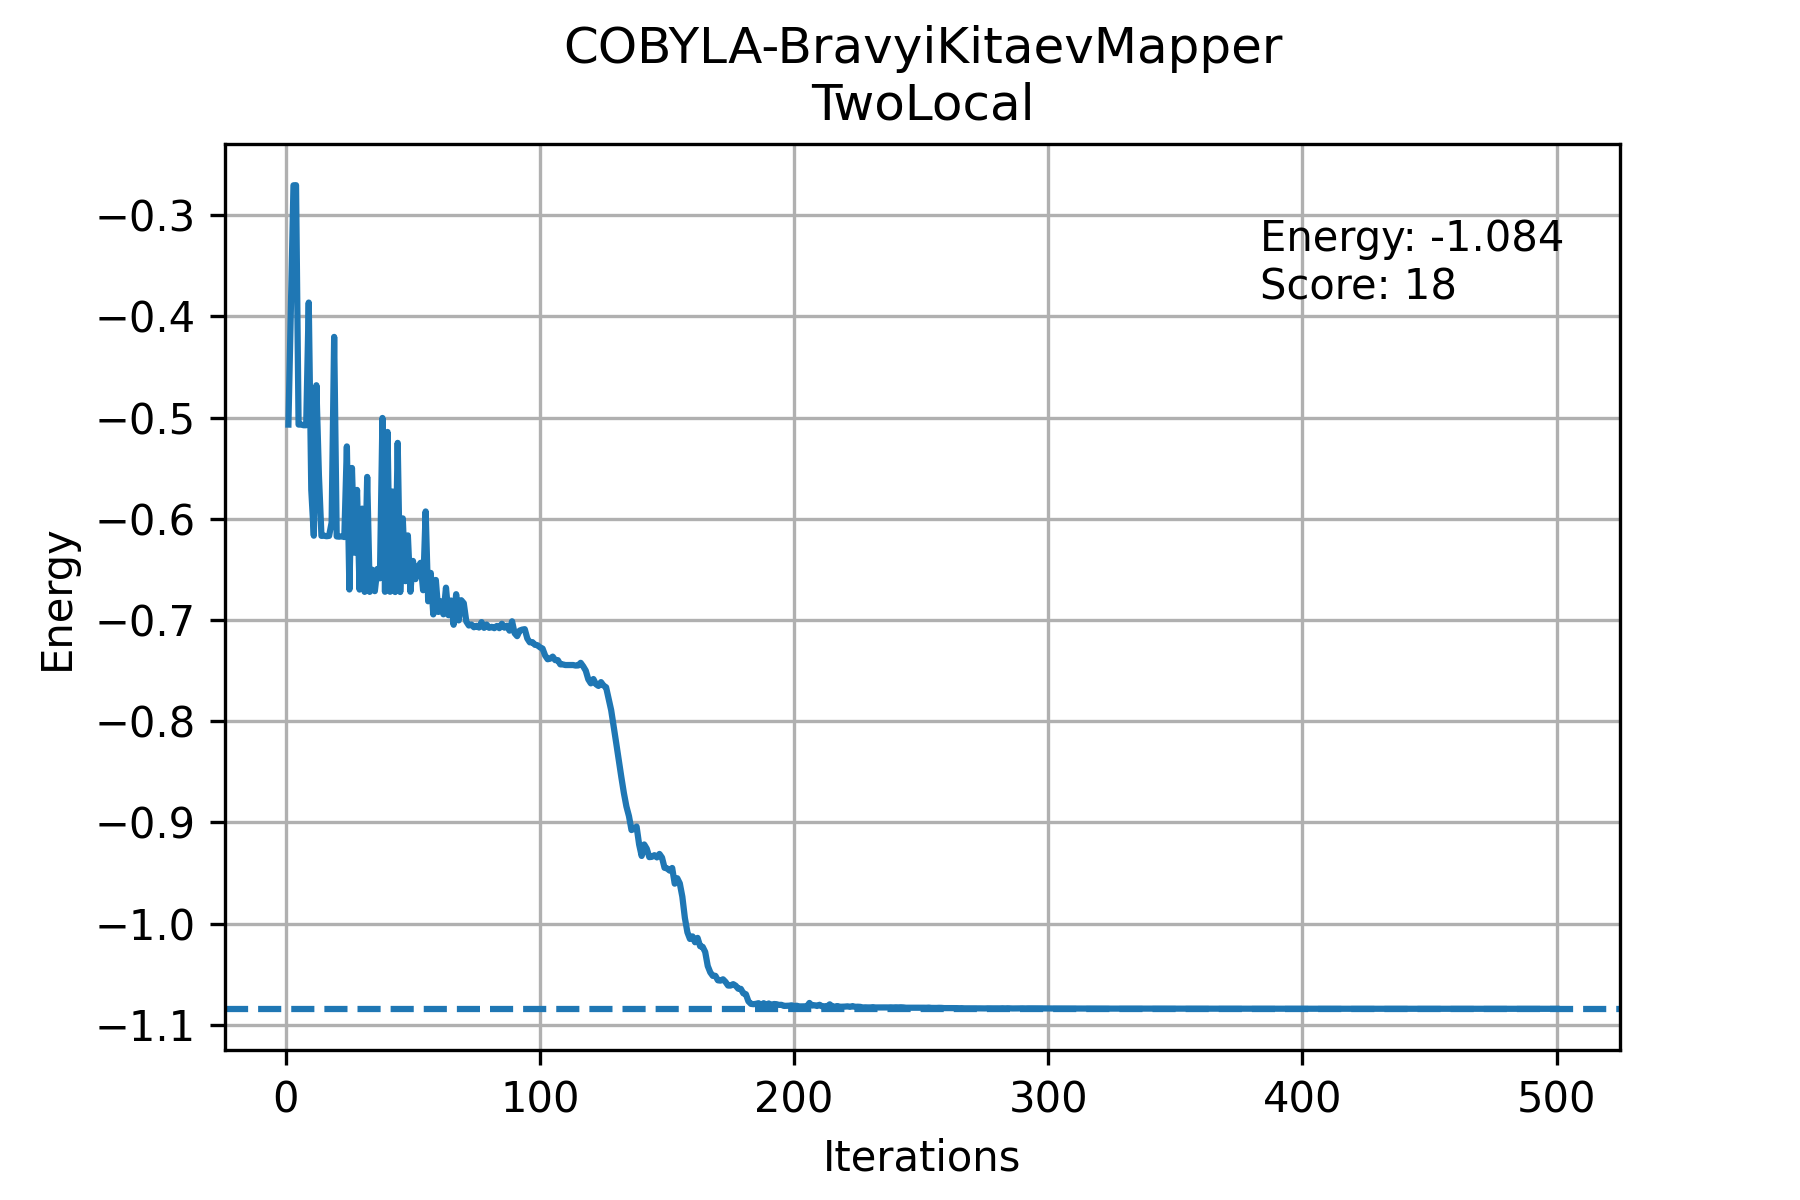 COBYLA-BravyiKitaevMapper
TwoLocal
Energy: -1.084
Score: 18
Energy
−0.3
−0.4
−0.5
−0.6
−0.7
−0.8
−0.9
−1.0
−1.1
0 100 200 300 400 500
Iterations